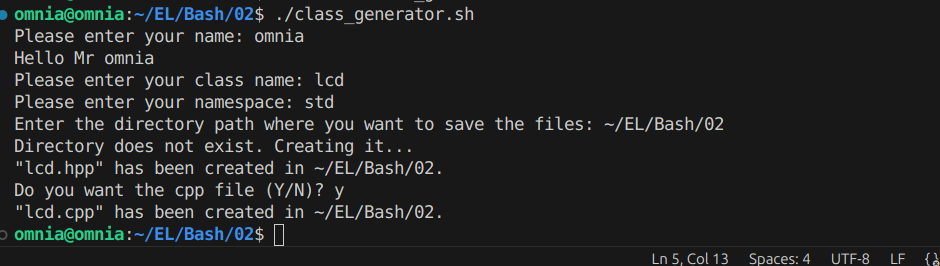 omnia@omnia:~/EL/Bash/02$ ./class_generator.sh
Please enter your name: omnia
Hello Mr omnia
Please enter your class name: lcd
Please enter your namespace: std
Enter the directory path where you want to save the files: ~/EL/Bash/02
Directory does not exist. Creating it...
"lcd.hpp" has been created in ~/EL/Bash/02.
Do you want the cpp file (Y/N)? y
"lcd.cpp" has been created in ~/EL/Bash/02.
omnia@omnia:~/EL/Bash/02$
Ln 5, Col 13 Spaces: 4 UTF-8 LF {